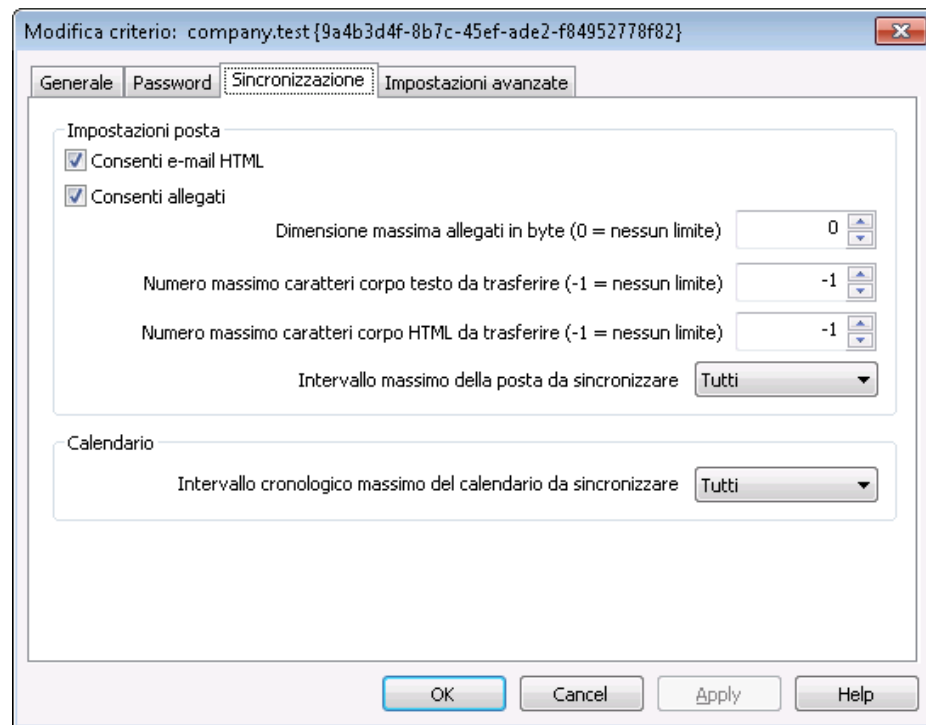 Modifica criterio: company.test {9a4b3d4f-8b7c-45ef-ade2-f84952778f82}
Generale Password Sincronizzazione Impostazioni avanzate
Impostazioni posta
Consenti e-mail HTML
Consenti allegati
Dimensione massima allegati in byte (0 = nessun limite) 0
Numero massimo caratteri corpo testo da trasferire (-1 = nessun limite) -1
Numero massimo caratteri corpo HTML da trasferire (-1 = nessun limite) -1
Intervallo massimo della posta da sincronizzare Tutti
Calendario
Intervallo cronologico massimo del calendario da sincronizzare Tutti
OK Cancel Apply Help